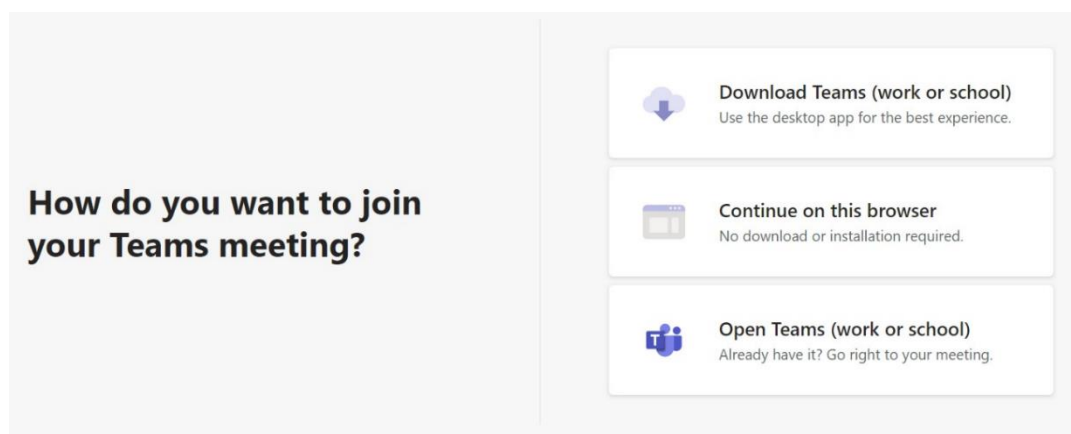 How do you want to join
your Teams meeting?
Download Teams (work or school)
Use the desktop app for the best experience.
Continue on this browser
No download or installation required.
T
Open Teams (work or school)
Already have it? Go right to your meeting.